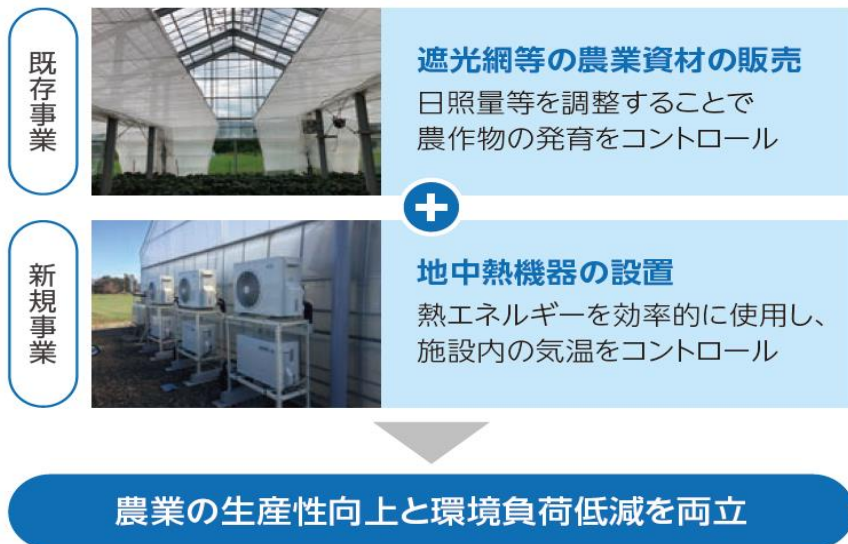 既存事業
遮光網等の農業資材の販売
日照量等を調整することで
農作物の発育をコントロール
新規事業
地中熱機器の設置
熱エネルギーを効率的に使用し、
施設内の気温をコントロール
農業の生産性向上と環境負荷低減を両立